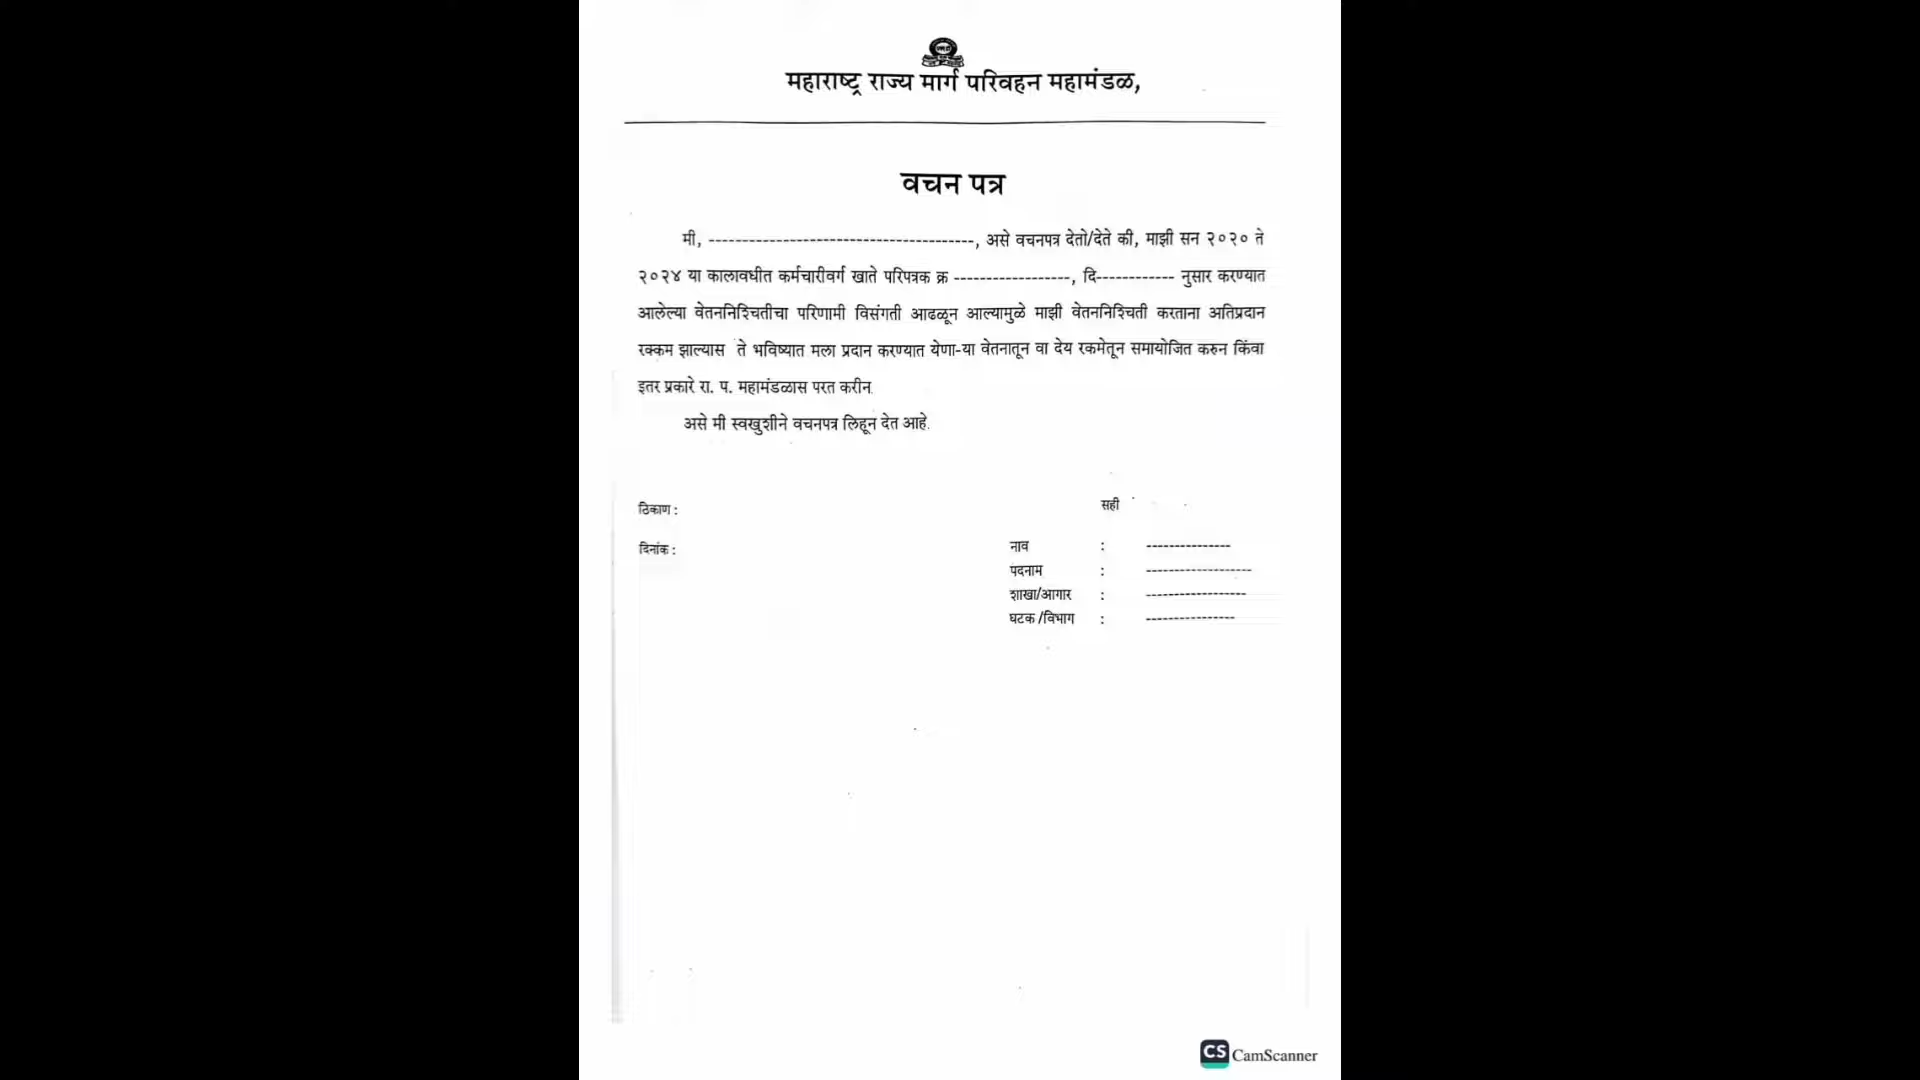 महाराष्ट्र राज्य मार्ग परिवहन महामंडळ,
वचन पत्र
मी, ----------------------------------------, असे वचनपत्र देतो/देते की, माझी सन २०२० ते
२०२४ या कालावधीत कर्मचारीवर्ग खाते परिपत्रक क्र ------------------, दि------------ नुसार करण्यात
आलेल्या वेतननिश्चितीचा परिणामी विसंगती आढळून आल्यामुळे माझी वेतननिश्चिती करताना अतिप्रदान
रक्कम झाल्यास ते भविष्यात मला प्रदान करण्यात येणा-या वेतनातून वा देय रकमेतून समायोजित करुन किंवा
इतर प्रकारे रा. प. महामंडळास परत करीन.
असे मी स्वखुशीने वचनपत्र लिहून देत आहे.
ठिकाण : सही
दिनांक : नाव : ---------------
पदनाम : -------------------
शाखा/आगार : ------------------
घटक /विभाग : ----------------
CS CamScanner